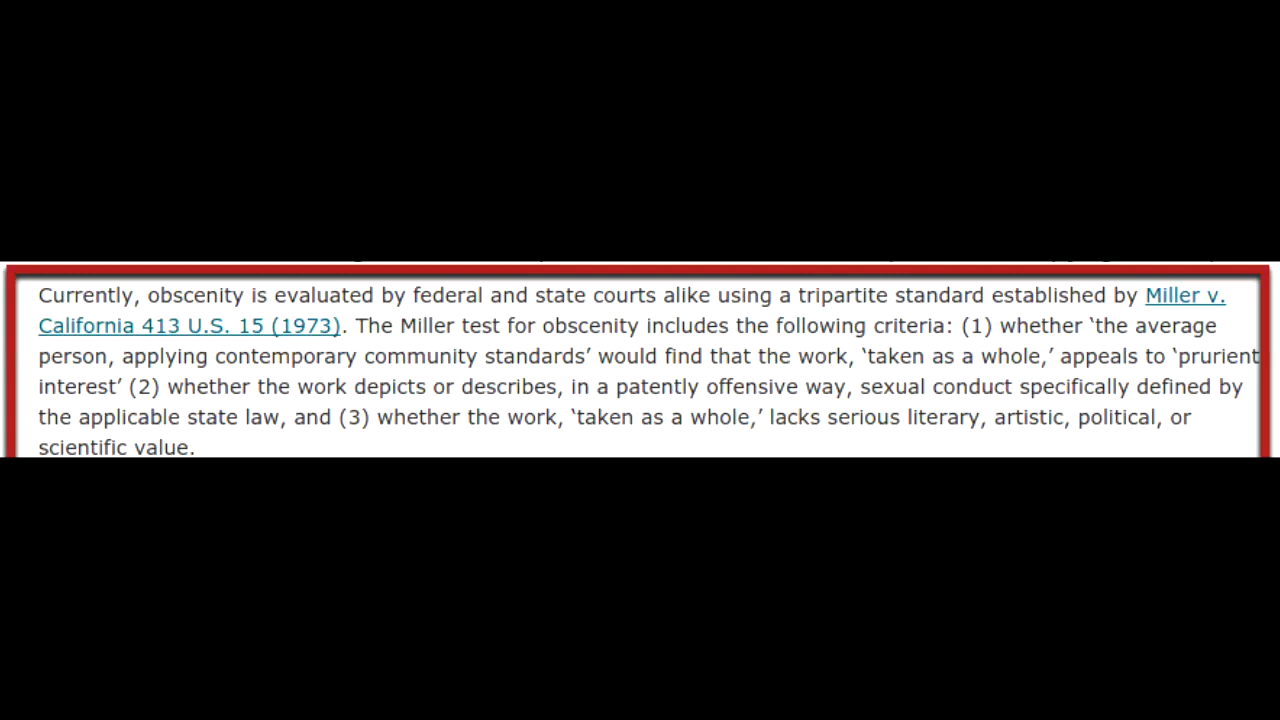 Currently, obscenity is evaluated by federal and state courts alike using a tripartite standard established by Miller v.
California 413 U.S. 15 (1973). The Miller test for obscenity includes the following criteria: (1) whether ‘the average
person, applying contemporary community standards’ would find that the work, ‘taken as a whole,’ appeals to ‘prurient
interest’ (2) whether the work depicts or describes, in a patently offensive way, sexual conduct specifically defined by
the applicable state law, and (3) whether the work, ‘taken as a whole,’ lacks serious literary, artistic, political, or
scientific value.